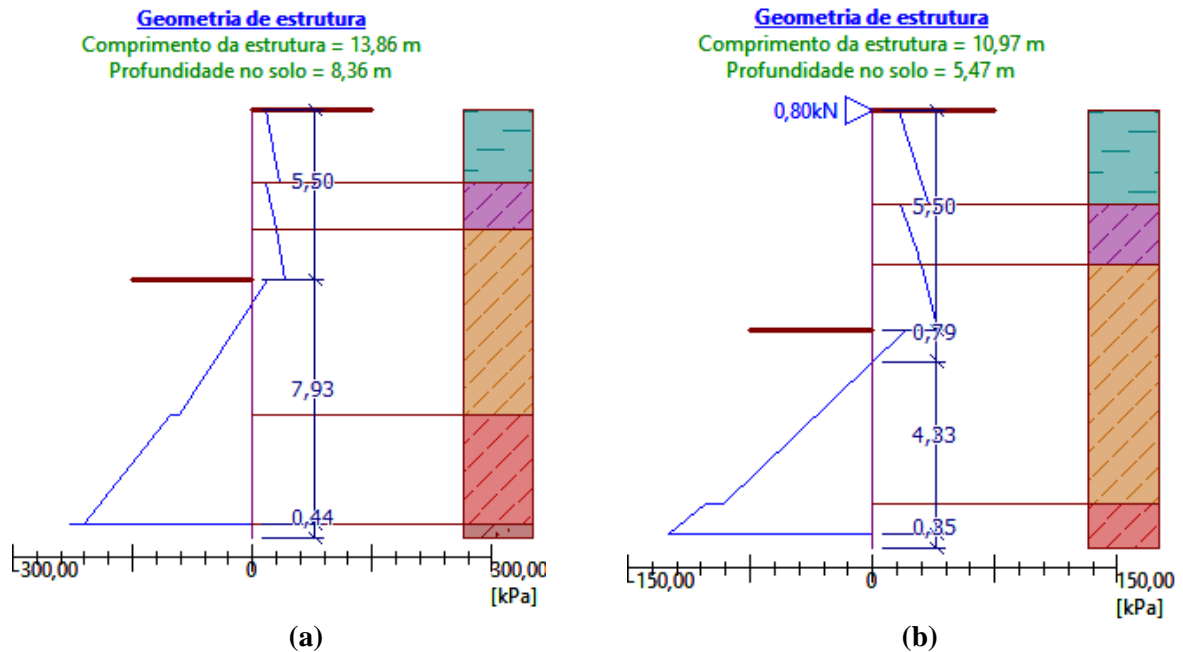 Geometria de estrutura
Comprimento da estrutura = 13,86 m
Profundidade no solo = 8,36 m
5,50
7,93
0,44
-300,00
0
300,00
[kPa]
(a)
Geometria de estrutura
Comprimento da estrutura = 10,97 m
Profundidade no solo = 5,47 m
0,80kN
5,50
0,79
4,33
0,35
-150,00
0
150,00
[kPa]
(b)